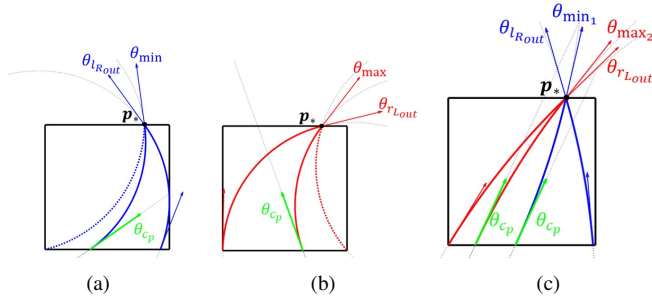 θ_{l_{Rout}} θ_{min}
p_*
θ_{c_p}
(a)
θ_{max}
p_* θ_{r_{Lout}}
θ_{c_p}
(b)
θ_{l_{Rout}} θ_{min_1} θ_{max_2}
θ_{r_{Lout}}
p_*
θ_{c_p} θ_{c_p}
(c)